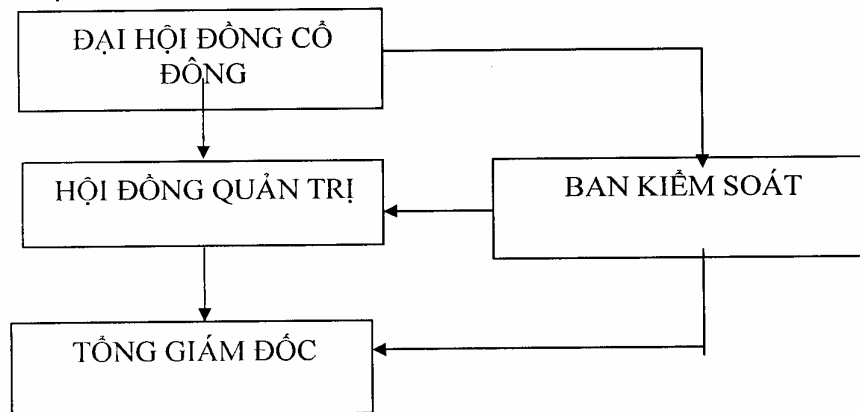 ĐẠI HỘI ĐỒNG CỔ
ĐÔNG
HỘI ĐỒNG QUẢN TRỊ
BAN KIỂM SOÁT
TỔNG GIÁM ĐỐC